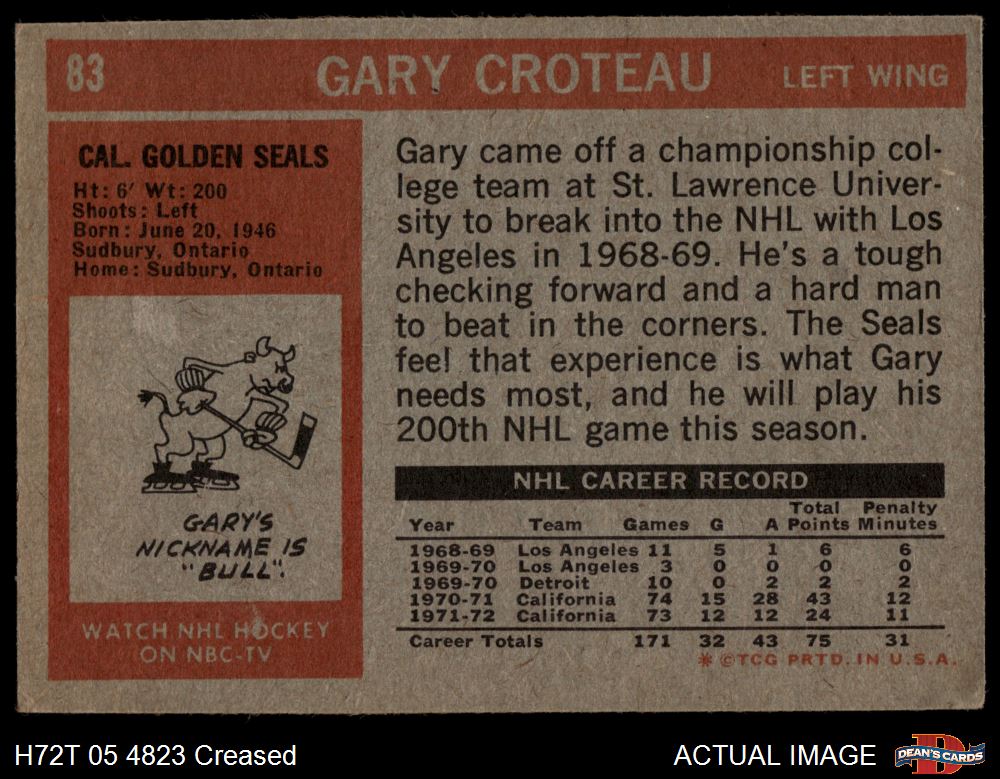 83 GARY CROTEAU LEFT WING
CAL. GOLDEN SEALS
Ht: 6′ Wt: 200
Shoots: Left
Born: June 20, 1946
Sudbury, Ontario
Home: Sudbury, Ontario
GARY'S
NICKNAME IS
"BULL".
WATCH NHL HOCKEY
ON NBC-TV
Gary came off a championship col-
lege team at St. Lawrence Univer-
sity to break into the NHL with Los
Angeles in 1968-69. He's a tough
checking forward and a hard man
to beat in the corners. The Seals
feel that experience is what Gary
needs most, and he will play his
200th NHL game this season.
NHL CAREER RECORD
Year Team Games G A Total Points Penalty Minutes
1968-69 Los Angeles 11 5 1 6 6
1969-70 Los Angeles 3 0 0 0 0
1969-70 Detroit 10 0 2 2 2
1970-71 California 74 15 28 43 12
1971-72 California 73 12 12 24 11
Career Totals 171 32 43 75 31
* ©TCG PRTD. IN U.S.A.
H72T 05 4823 Creased
ACTUAL IMAGE
D
DEAN'S CARDS